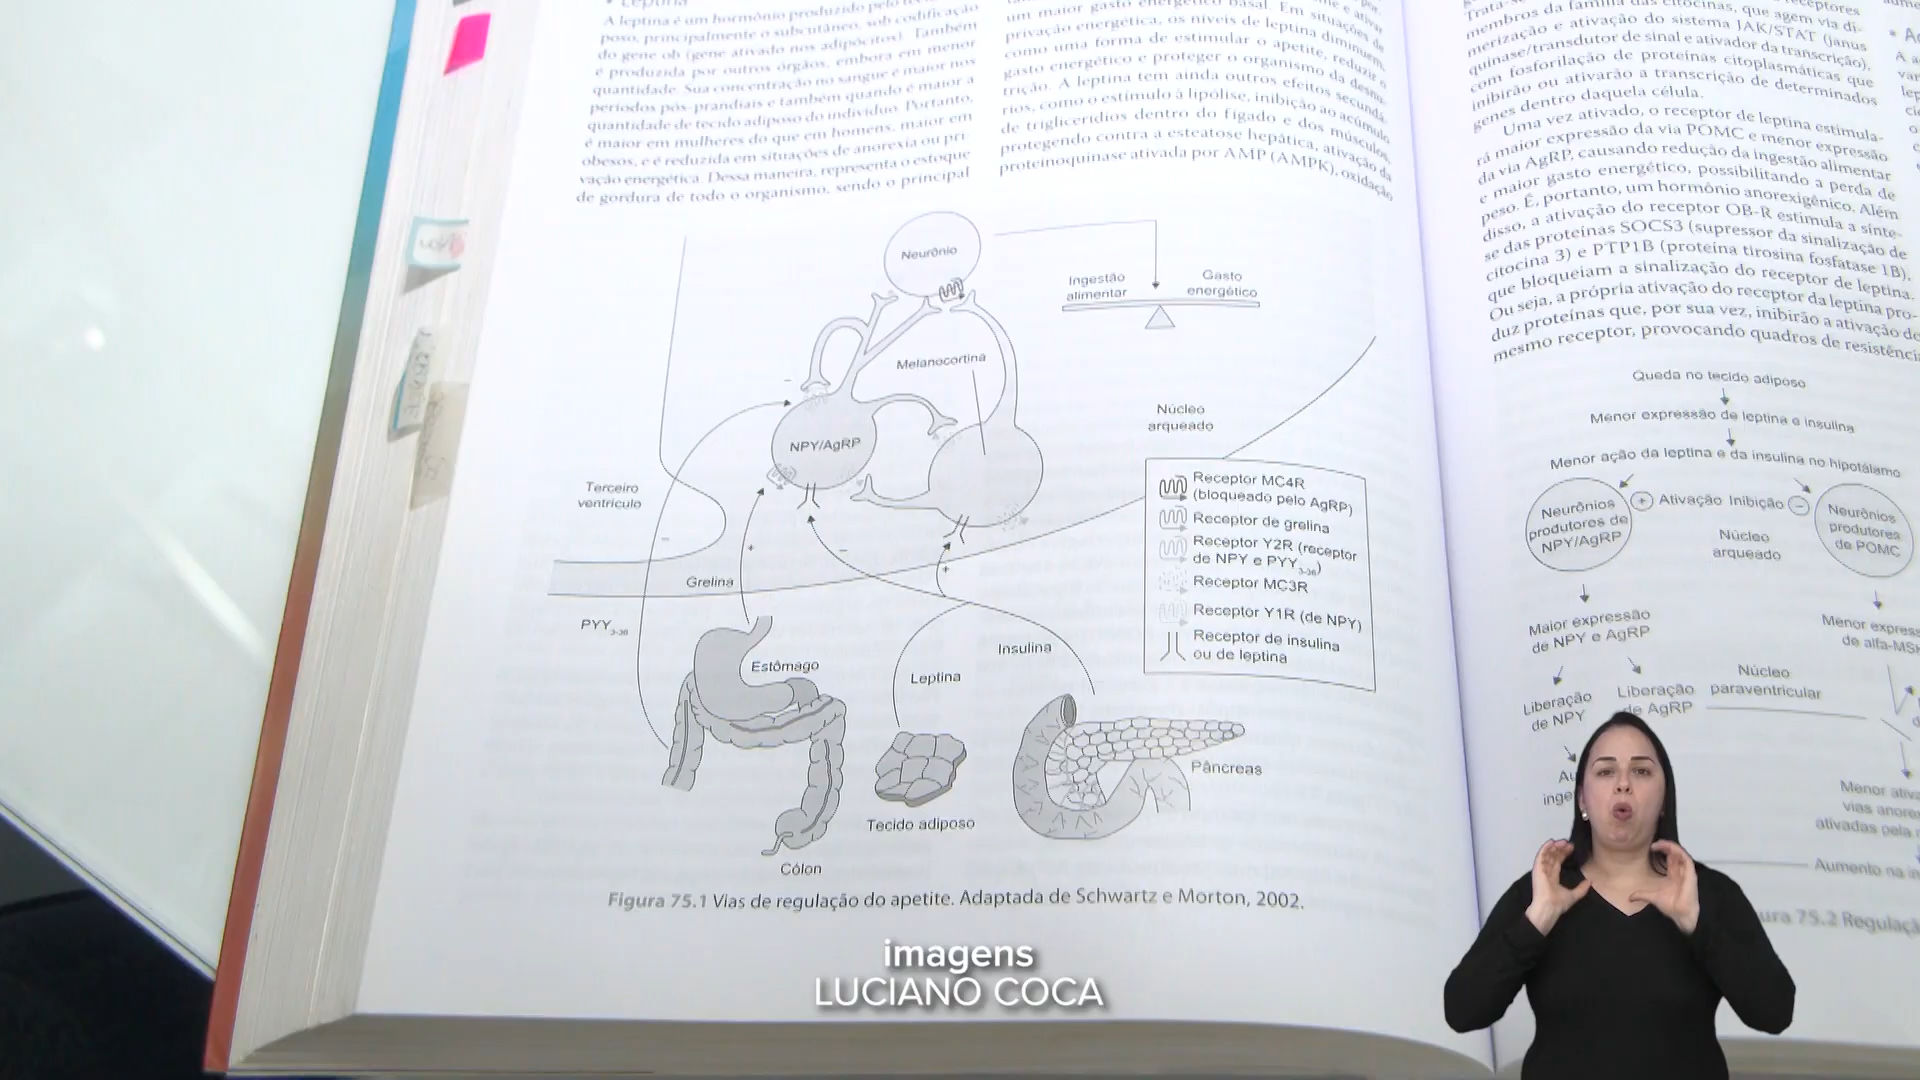 • Leptina
A leptina é um hormônio produzido pelo
poso, principalmente o subcutâneo, sob codificação
do gene ob (gene ativado nos adipócitos). Também
é produzida por outros órgãos, embora em menor
quantidade. Sua concentração no sangue é maior nos
períodos pós-prandiais e também quando é maior a
quantidade de tecido adiposo do indivíduo. Portanto,
é maior em mulheres do que em homens, maior em
obesos, e é reduzida em situações de anorexia ou pri-
vação energética. Dessa maneira, representa o estoque
de gordura de todo o organismo, sendo o principal
um maior gasto energético basal. Em situações de
privação energética, os níveis de leptina diminuem,
como uma forma de estimular o apetite, reduzir o
gasto energético e proteger o organismo da desnu-
trição. A leptina tem ainda outros efeitos secundá-
rios, como o estímulo à lipólise, inibição ao acúmulo
de triglicerídios dentro do fígado e dos músculos,
protegendo contra a esteatose hepática, ativação da
proteinoquinase ativada por AMP (AMPK), oxidação
Neurônio
Ingestão
alimentar
Gasto
energético
Melanocortina
NPY/AgRP
Núcleo
arqueado
Terceiro
ventrículo
Grelina
PYY3-36
Estômago
Leptina
Insulina
Pâncreas
Tecido adiposo
Cólon
Receptor MC4R
(bloqueado pelo AgRP)
Receptor de grelina
Receptor Y2R (receptor
de NPY e PYY3-36)
Receptor MC3R
Receptor Y1R (de NPY)
Receptor de insulina
ou de leptina
Figura 75.1 Vias de regulação do apetite. Adaptada de Schwartz e Morton, 2002.
receptores
membros da família das citocinas, que agem via di-
merização e ativação do sistema JAK/STAT (janus
quinase/transdutor de sinal e ativador da transcrição),
com fosforilação de proteínas citoplasmáticas que
inibirão ou ativarão a transcrição de determinados
genes dentro daquela célula.
Uma vez ativado, o receptor de leptina estimula-
rá maior expressão da via POMC e menor expressão
da via AgRP, causando redução da ingestão alimentar
e maior gasto energético, possibilitando a perda de
peso. É, portanto, um hormônio anorexigênico. Além
disso, a ativação do receptor OB-R estimula a sínte-
se das proteínas SOCS3 (supressor da sinalização de
citocina 3) e PTP1B (proteína tirosina fosfatase 1B),
que bloqueiam a sinalização do receptor de leptina.
Ou seja, a própria ativação do receptor da leptina pro-
duz proteínas que, por sua vez, inibirão a ativação de
mesmo receptor, provocando quadros de resistência
Queda no tecido adiposo
Menor expressão de leptina e insulina
Menor ação da leptina e da insulina no hipotálamo
Neurônios
produtores de
NPY/AgRP
+ Ativação Inibição −
Neurônios
produtores
de POMC
Núcleo
arqueado
Maior expressão
de NPY e AgRP
Menor
de
Núcleo
paraventricular
Liberação
de NPY
Liberação
de AgRP
Menor
vias
ativadas pela
Aumento na
75.2
imagens
LUCIANO COCA